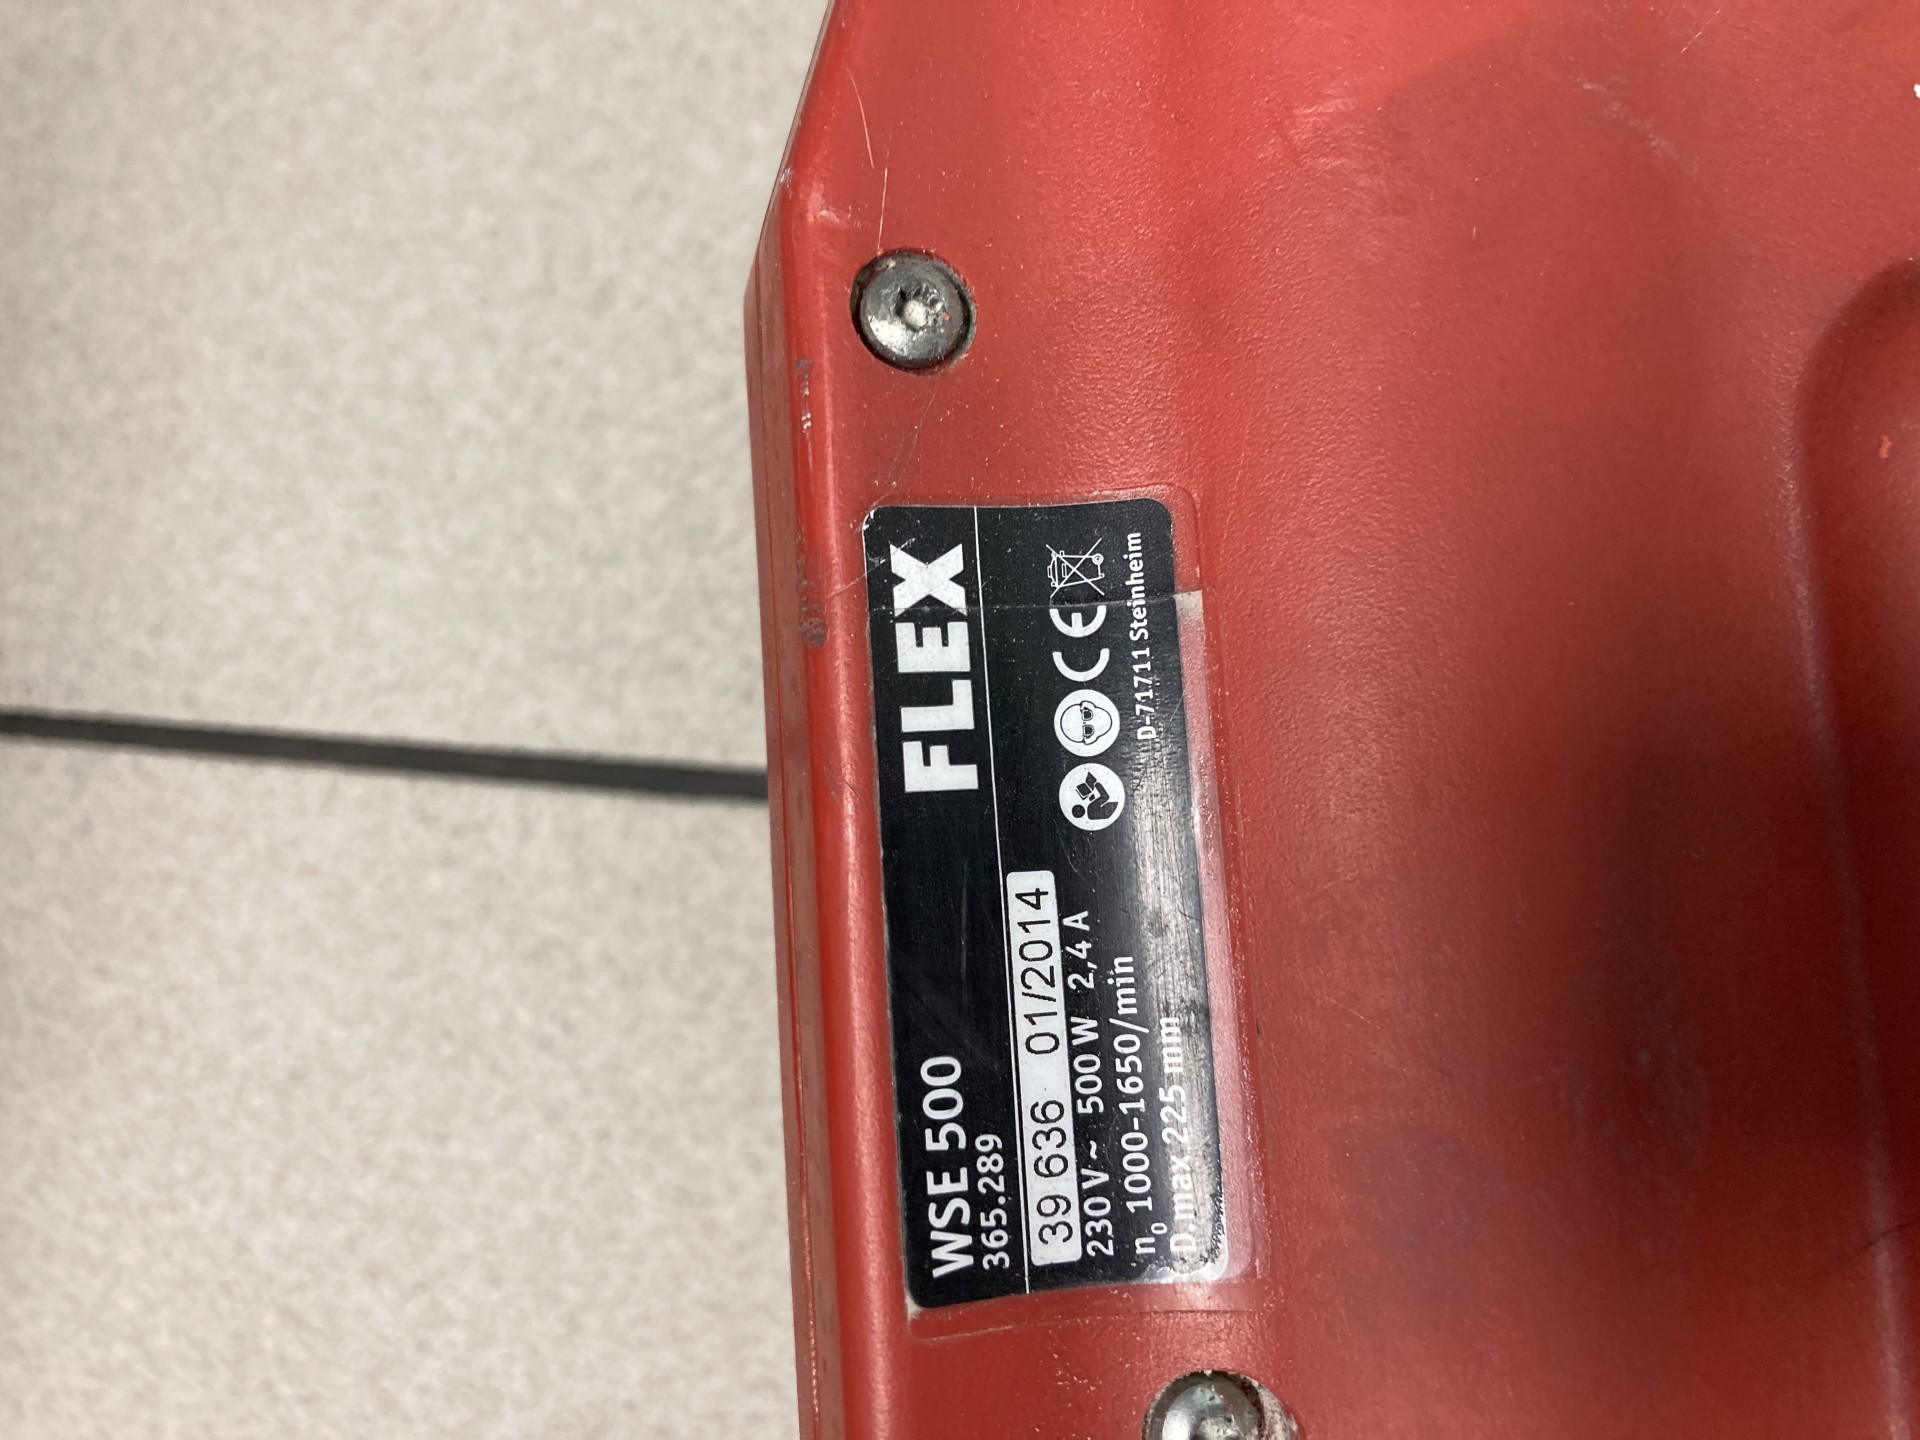 FLEX
WSE 500
365.289
39 636 01/2014
230 V ~ 500 W 2,4 A
n₀ 1000-1650/min
D.max 225 mm
CE
D-71711 Steinheim